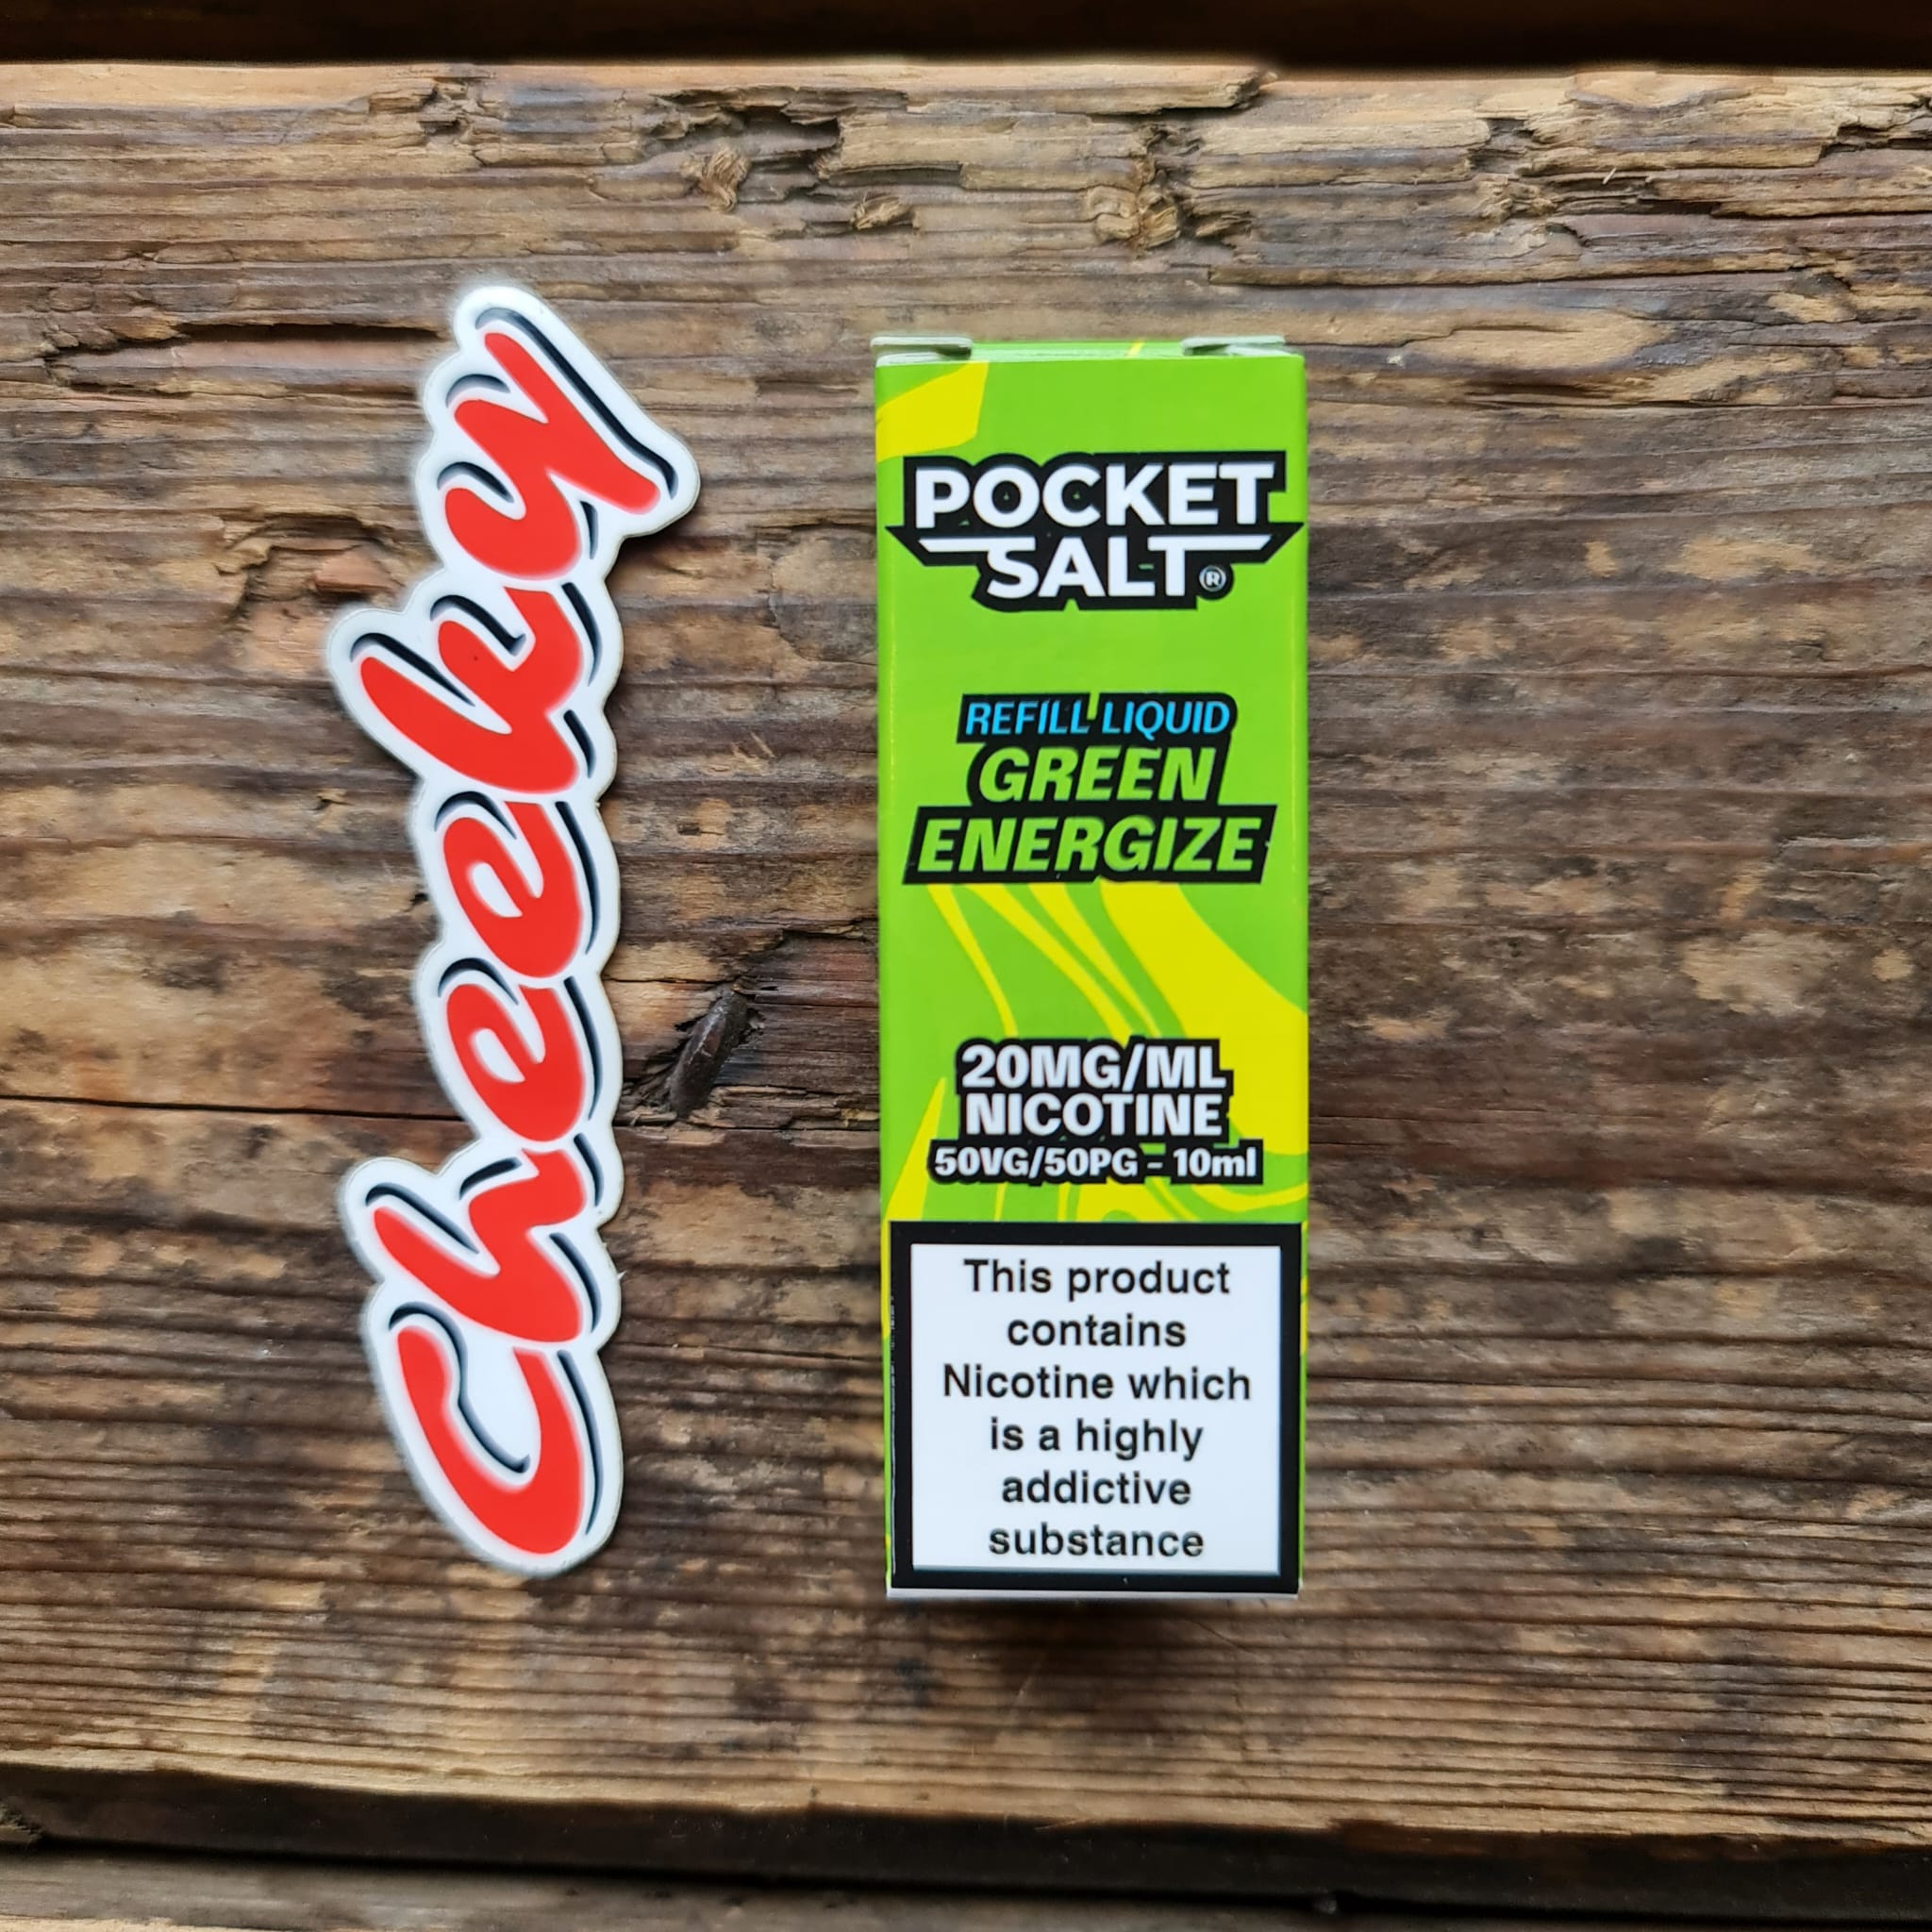 Cheeky
POCKET
SALT®
REFILL LIQUID
GREEN
ENERGIZE
20MG/ML
NICOTINE
50VG/50PG - 10ml
This product
contains
Nicotine which
is a highly
addictive
substance